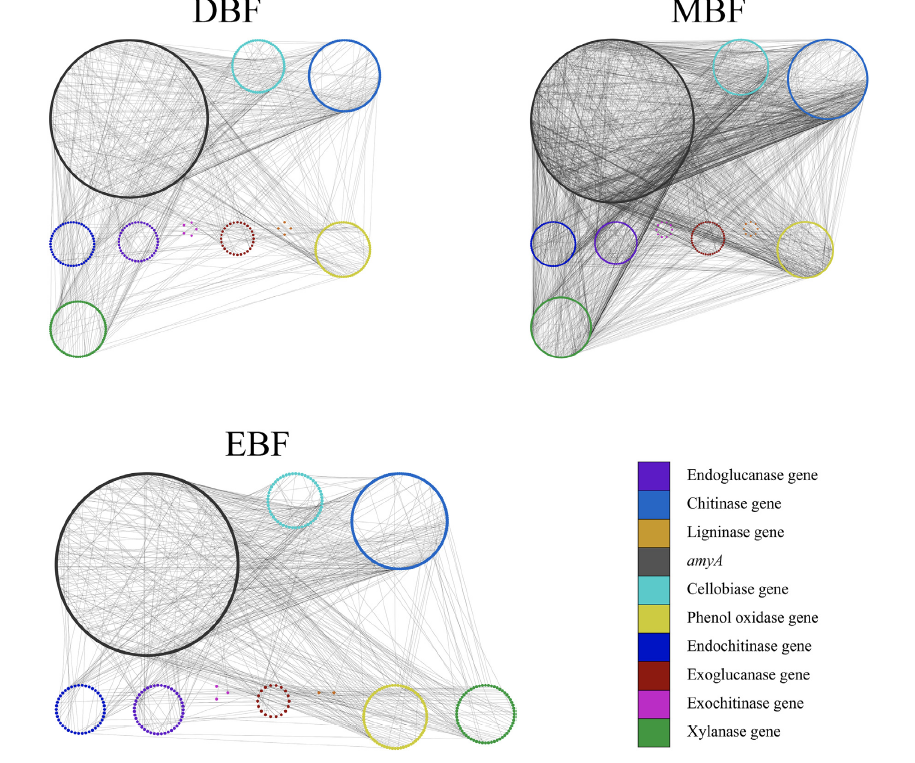 DBF
MBF
EBF
Endoglucanase gene
Chitinase gene
Ligninase gene
amyA
Cellobiase gene
Phenol oxidase gene
Endochitinase gene
Exoglucanase gene
Exochitinase gene
Xylanase gene